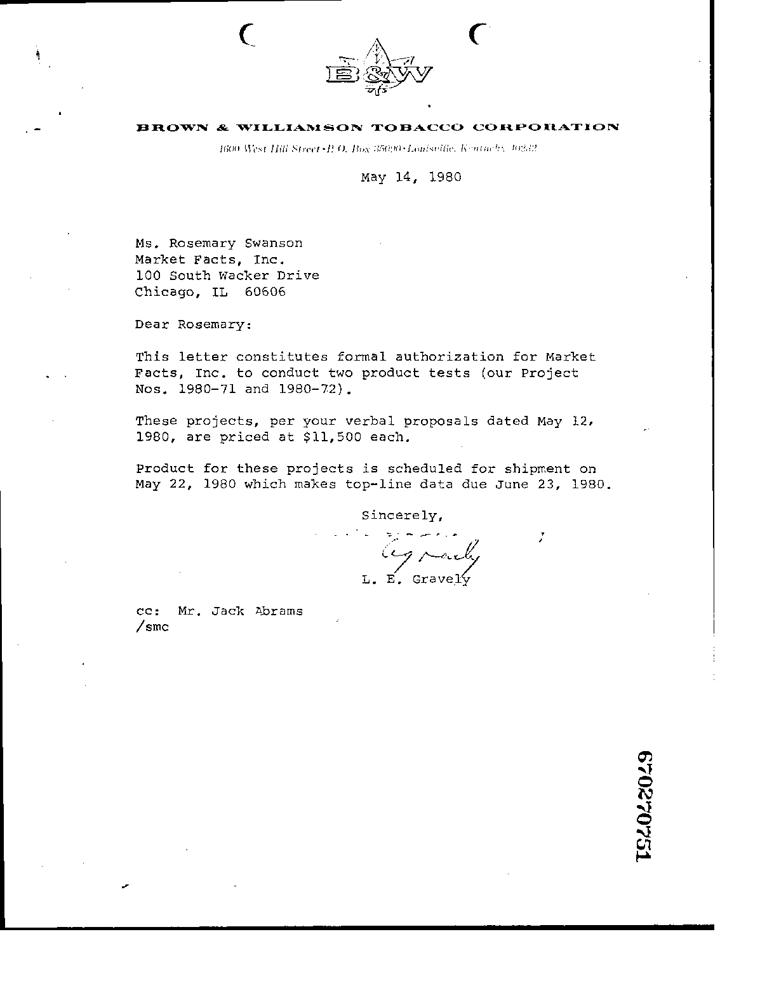 B&W
BROWN & WILLIAMSON TOBACCO CORPORATION
1600 West Hill Street • P. O. Box 35090 • Louisville, Kentucky 40232
May 14, 1980
Ms. Rosemary Swanson
Market Facts, Inc.
100 South Wacker Drive
Chicago, IL 60606
Dear Rosemary:
This letter constitutes formal authorization for Market
Facts, Inc. to conduct two product tests (our Project
Nos. 1980-71 and 1980-72).
These projects, per your verbal proposals dated May 12,
1980, are priced at $11,500 each.
Product for these projects is scheduled for shipment on
May 22, 1980 which makes top-line data due June 23, 1980.
Sincerely,
L. E. Gravely
cc: Mr. Jack Abrams
/smc
670270751